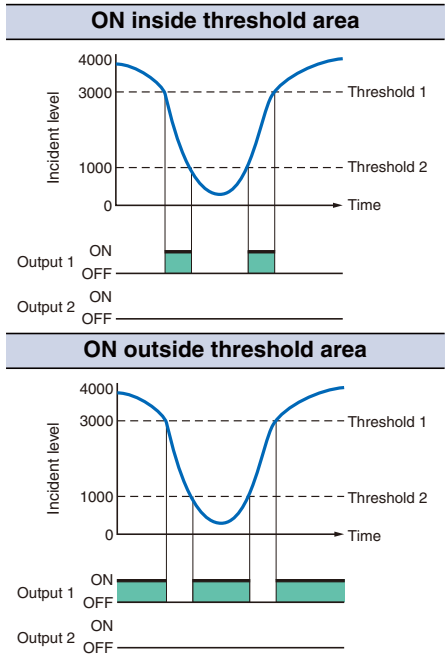 ON inside threshold area
Incident level
4000
3000
1000
0
Threshold 1
Threshold 2
Time
Output 1
ON
OFF
Output 2
ON
OFF
ON outside threshold area
Incident level
4000
3000
1000
0
Threshold 1
Threshold 2
Time
Output 1
ON
OFF
Output 2
ON
OFF